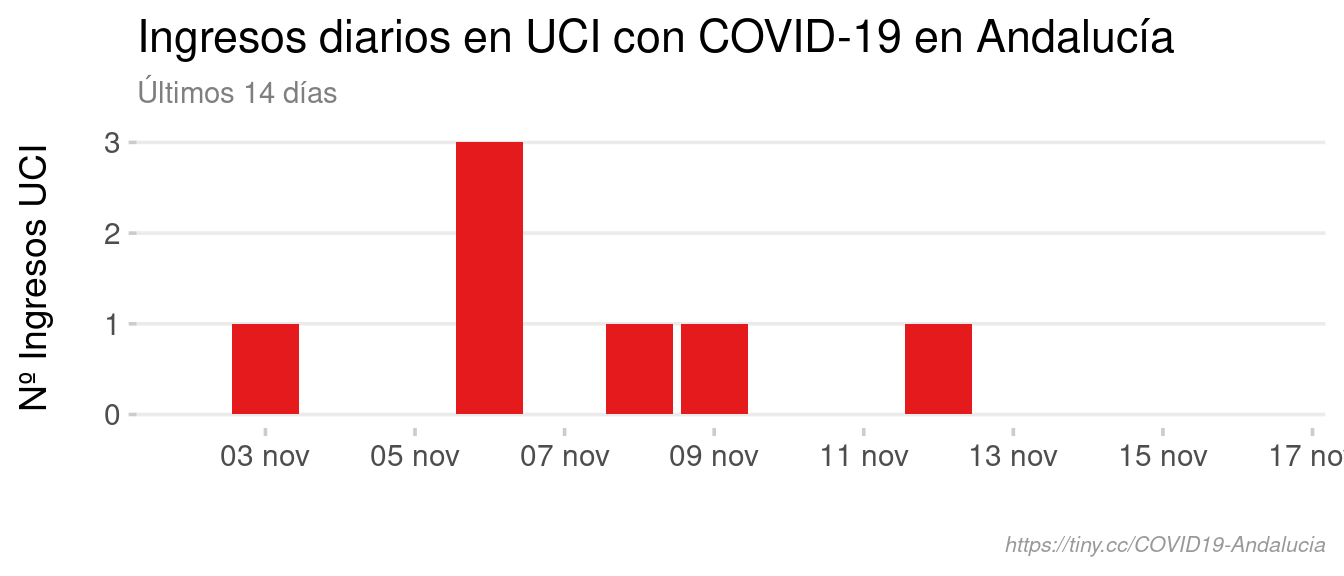 Ingresos diarios en UCI con COVID-19 en Andalucía
Últimos 14 días
Nº Ingresos UCI
3
2
1
0
03 nov 05 nov 07 nov 09 nov 11 nov 13 nov 15 nov 17 no
https://tiny.cc/COVID19-Andalucia